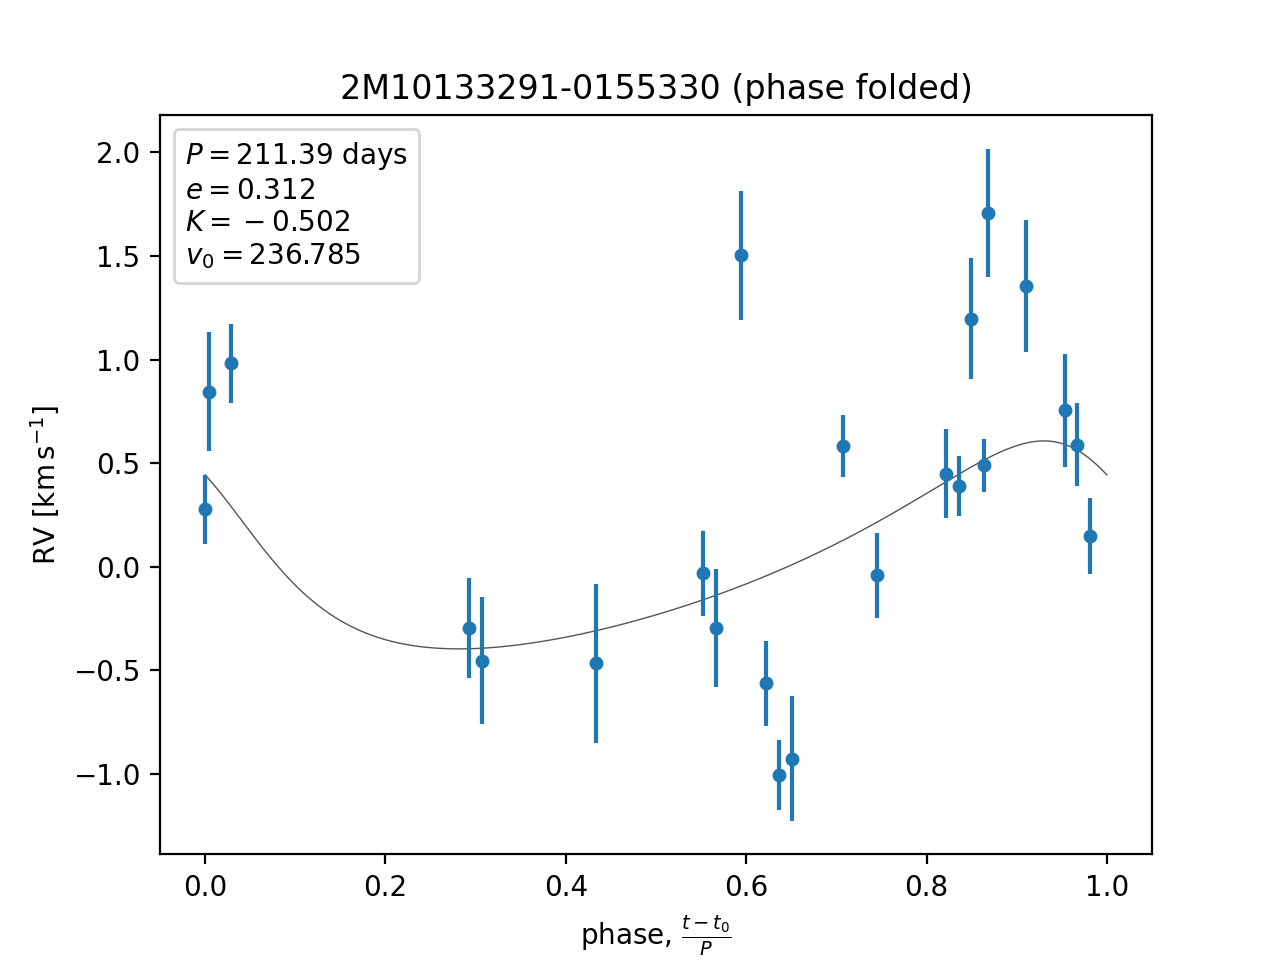 2M10133291-0155330 (phase folded)
P = 211.39 days
e = 0.312
K = −0.502
v₀ = 236.785
2.0
1.5
1.0
0.5
0.0
−0.5
−1.0
RV [km s⁻¹]
0.0 0.2 0.4 0.6 0.8 1.0
phase, (t − t₀)/P